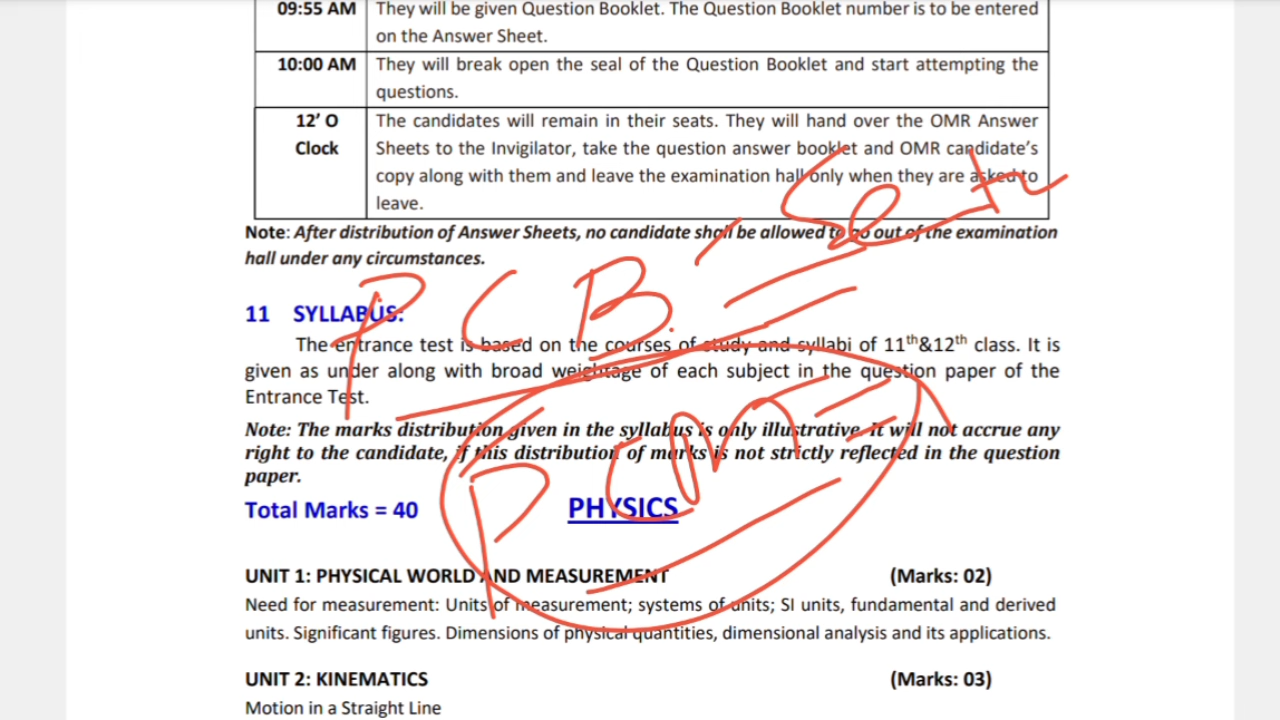 09:55 AM They will be given Question Booklet. The Question Booklet number is to be entered
on the Answer Sheet.
10:00 AM They will break open the seal of the Question Booklet and start attempting the
questions.
12’ O The candidates will remain in their seats. They will hand over the OMR Answer
Clock Sheets to the Invigilator, take the question answer booklet and OMR candidate’s
copy along with them and leave the examination hall only when they are asked to
leave.
Note: After distribution of Answer Sheets, no candidate shall be allowed to go out of the examination
hall under any circumstances.
P C B
11 SYLLABUS:
The entrance test is based on the courses of study and syllabi of 11th&12th class. It is
given as under along with broad weightage of each subject in the question paper of the
Entrance Test.
Note: The marks distribution given in the syllabus is only illustrative. It will not accrue any
right to the candidate, if this distribution of marks is not strictly reflected in the question
paper.
PCM
Total Marks = 40 PHYSICS
UNIT 1: PHYSICAL WORLD AND MEASUREMENT (Marks: 02)
Need for measurement: Units of measurement; systems of units; SI units, fundamental and derived
units. Significant figures. Dimensions of physical quantities, dimensional analysis and its applications.
UNIT 2: KINEMATICS (Marks: 03)
Motion in a Straight Line